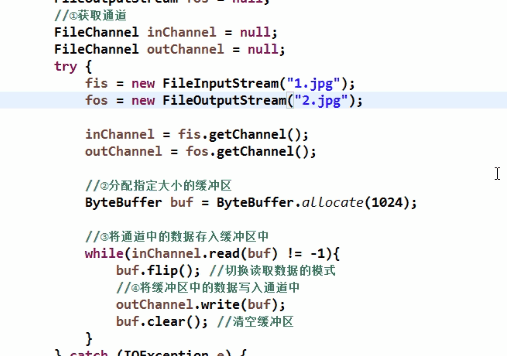 FileOutputStream fos = null;
//①获取通道
FileChannel inChannel = null;
FileChannel outChannel = null;
try {
fis = new FileInputStream("1.jpg");
fos = new FileOutputStream("2.jpg");
inChannel = fis.getChannel();
outChannel = fos.getChannel();
//②分配指定大小的缓冲区
ByteBuffer buf = ByteBuffer.allocate(1024);
//③将通道中的数据存入缓冲区中
while(inChannel.read(buf) != -1){
buf.flip(); //切换读取数据的模式
//④将缓冲区中的数据写入通道中
outChannel.write(buf);
buf.clear(); //清空缓冲区
}
} catch (IOException e) {